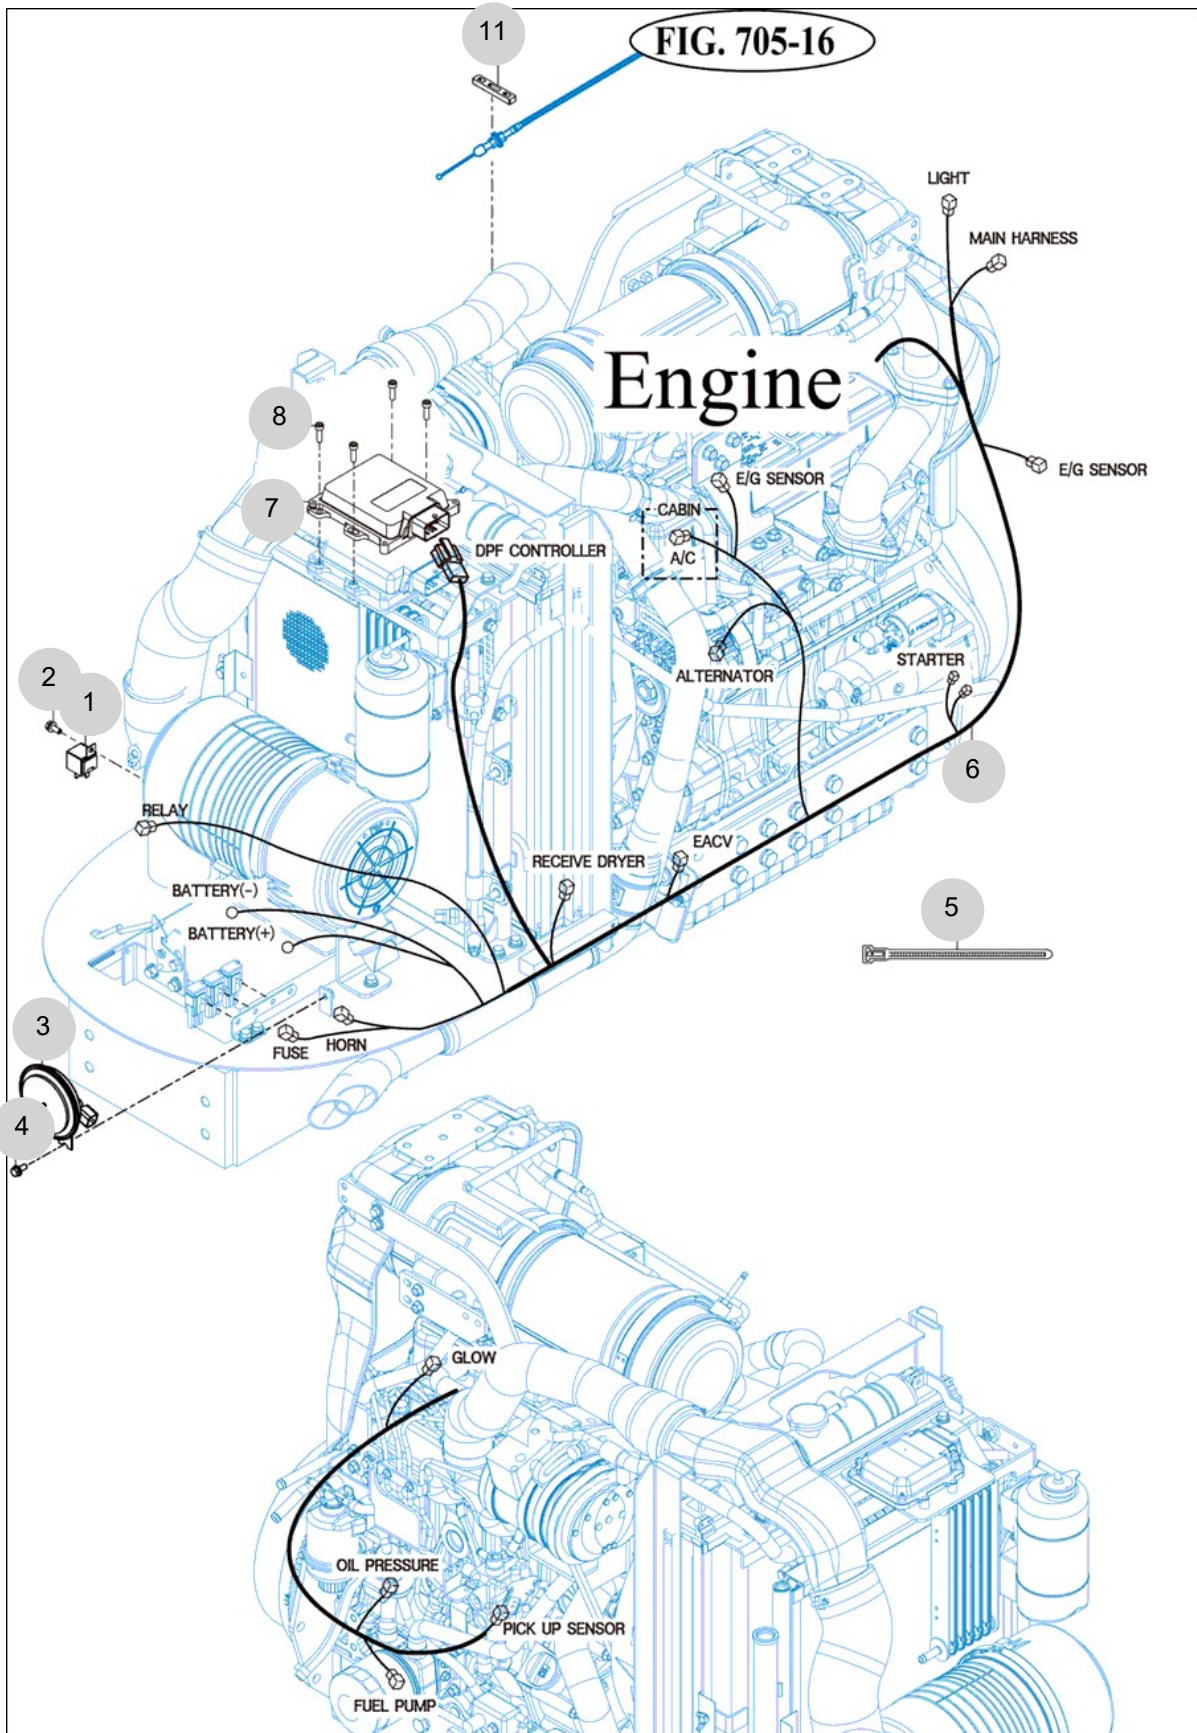 11
FIG. 705-16
LIGHT
MAIN HARNESS
Engine
8
E/G SENSOR
E/G SENSOR
7
CABIN
A/C
DPF CONTROLLER
STARTER
ALTERNATOR
2
1
6
RELAY
EACV
RECEIVE DRYER
BATTERY(-)
5
BATTERY(+)
3
FUSE
HORN
4
GLOW
OIL PRESSURE
PICK UP SENSOR
FUEL PUMP